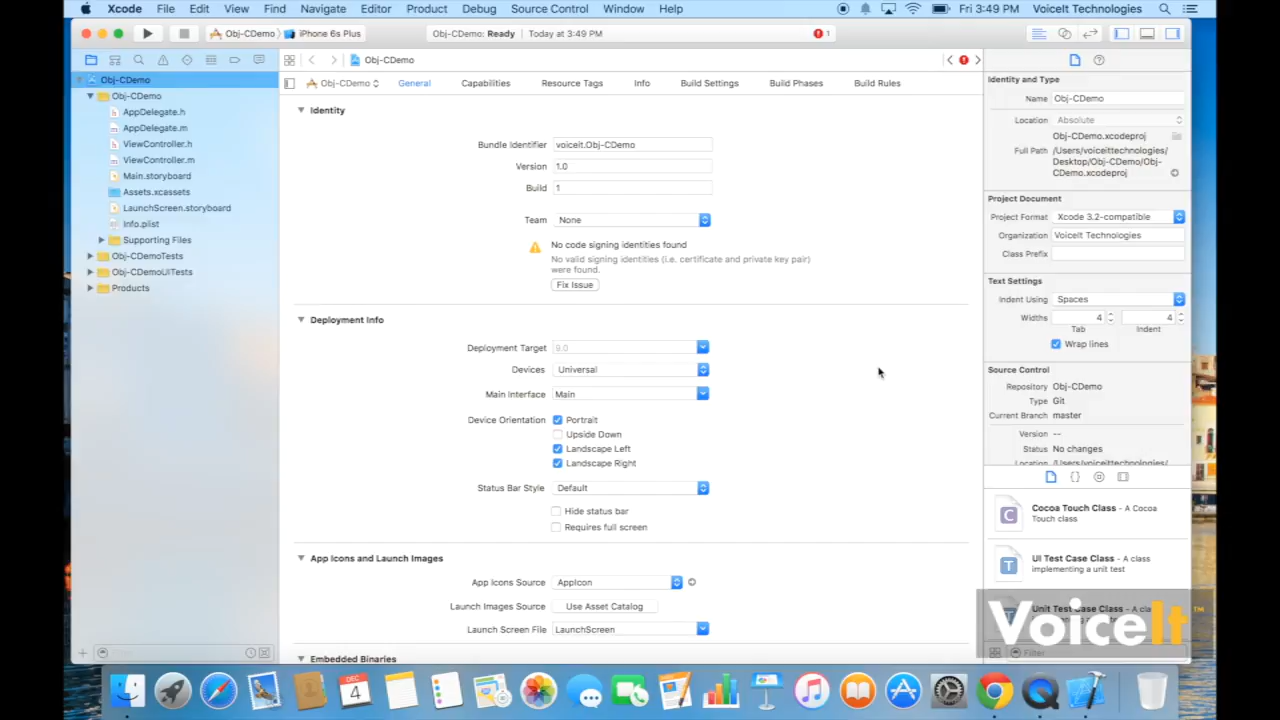 Xcode File Edit View Find Navigate Editor Product Debug Source Control Window Help Fri 3:49 PM VoiceIt Technologies
Obj-CDemo iPhone 6s Plus Obj-CDemo: Ready Today at 3:49 PM 1
Obj-CDemo
Obj-CDemo General Capabilities Resource Tags Info Build Settings Build Phases Build Rules
Obj-CDemo
Obj-CDemo
AppDelegate.h
AppDelegate.m
ViewController.h
ViewController.m
Main.storyboard
Assets.xcassets
LaunchScreen.storyboard
Info.plist
Supporting Files
Obj-CDemoTests
Obj-CDemoUITests
Products
Identity
Bundle Identifier voiceit.Obj-CDemo
Version 1.0
Build 1
Team None
No code signing identities found
No valid signing identities (i.e. certificate and private key pair)
were found.
Fix Issue
Deployment Info
Deployment Target 9.0
Devices Universal
Main Interface Main
Device Orientation Portrait
Upside Down
Landscape Left
Landscape Right
Status Bar Style Default
Hide status bar
Requires full screen
App Icons and Launch Images
App Icons Source AppIcon
Launch Images Source Use Asset Catalog
Launch Screen File LaunchScreen
Embedded Binaries
Identity and Type
Name Obj-CDemo
Location Absolute
Obj-CDemo.xcodeproj
Full Path /Users/voiceittechnologies/
Desktop/Obj-CDemo/Obj-
CDemo.xcodeproj
Project Document
Project Format Xcode 3.2-compatible
Organization VoiceIt Technologies
Class Prefix
Text Settings
Indent Using Spaces
Widths 4 4
Tab Indent
Wrap lines
Source Control
Repository Obj-CDemo
Type Git
Current Branch master
Version --
Status No changes
Location /Users/voiceittechnologies/
{}
C Cocoa Touch Class - A Cocoa
Touch class
T UI Test Case Class - A class
implementing a unit test
Unit Test Case Class - A class
VoiceIt™
Filter
DEC
4